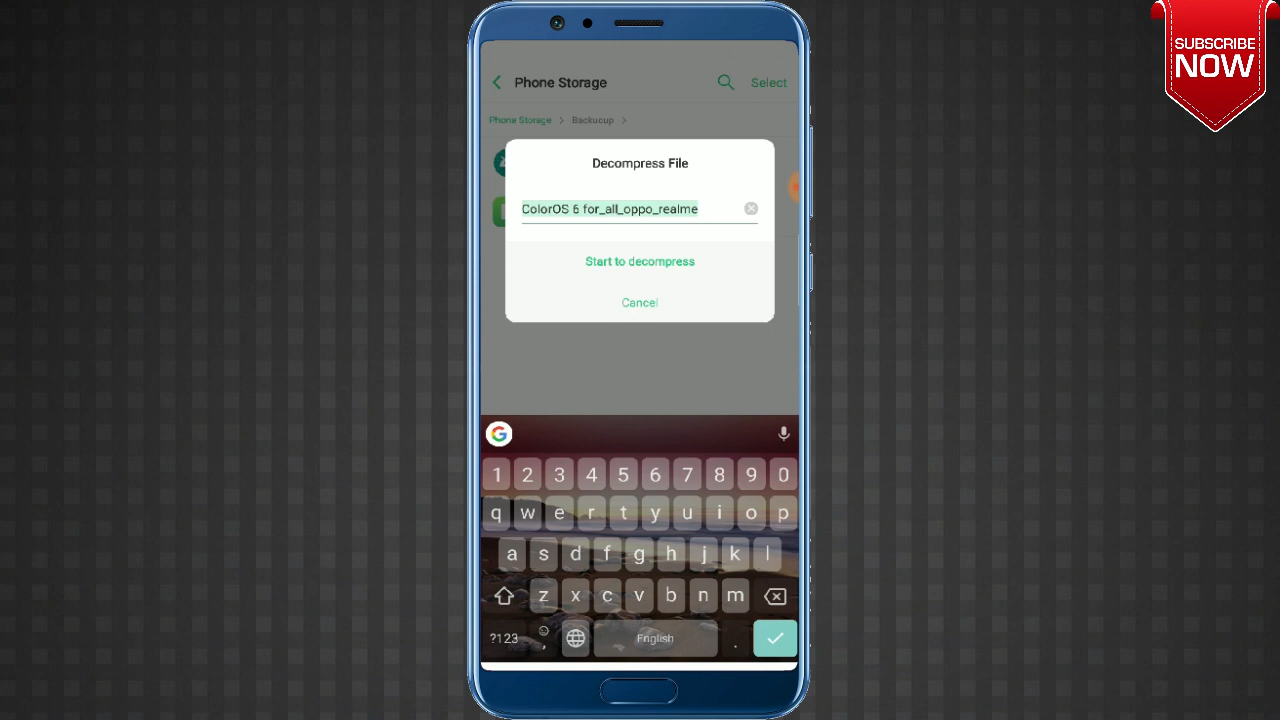 SUBSCRIBE
NOW
Phone Storage
Select
Phone Storage > Backucup >
Decompress File
ColorOS 6 for_all_oppo_realme
Start to decompress
Cancel
G
1 2 3 4 5 6 7 8 9 0
q w e r t y u i o p
a s d f g h j k l
z x c v b n m
?123 , English .